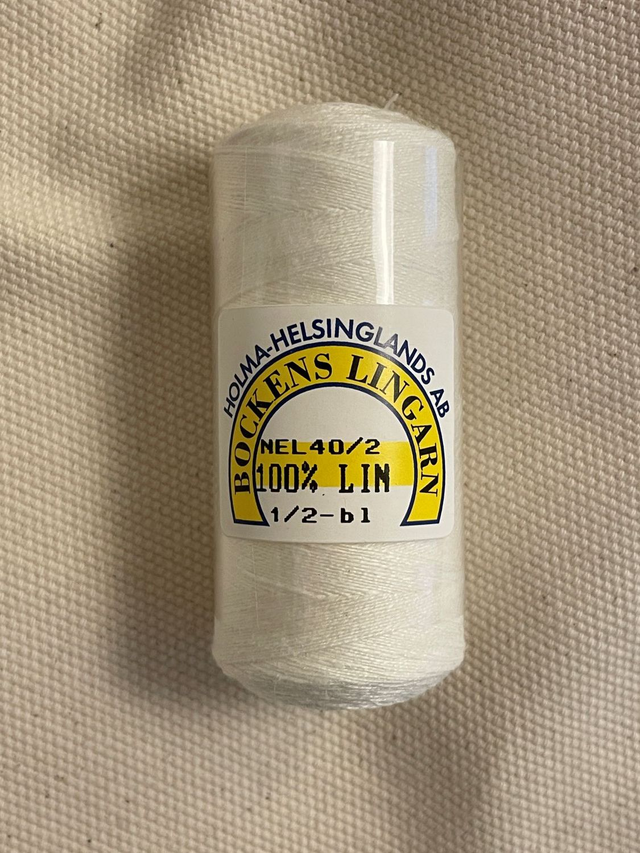 HOLMA-HELSINGLANDS AB
BOCKENS LINGARN
NEL40/2
100% LIN
1/2-bl